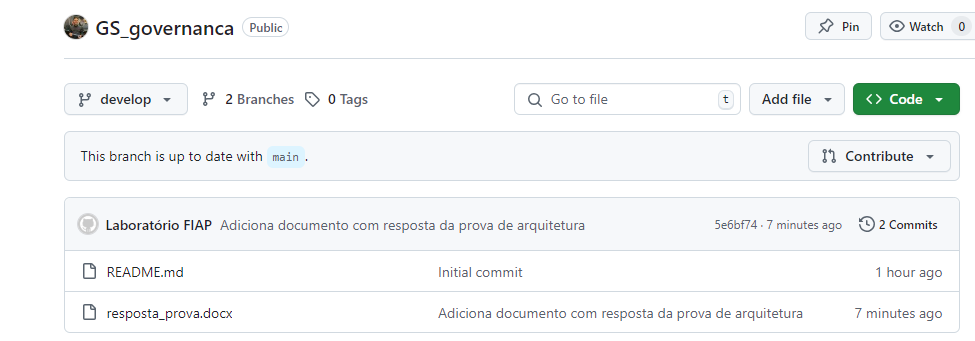 GS_governanca Public Pin Watch 0
develop 2 Branches 0 Tags Go to file t Add file Code
This branch is up to date with main. Contribute
Laboratório FIAP Adiciona documento com resposta da prova de arquitetura 5e6bf74 · 7 minutes ago 2 Commits
README.md Initial commit 1 hour ago
resposta_prova.docx Adiciona documento com resposta da prova de arquitetura 7 minutes ago